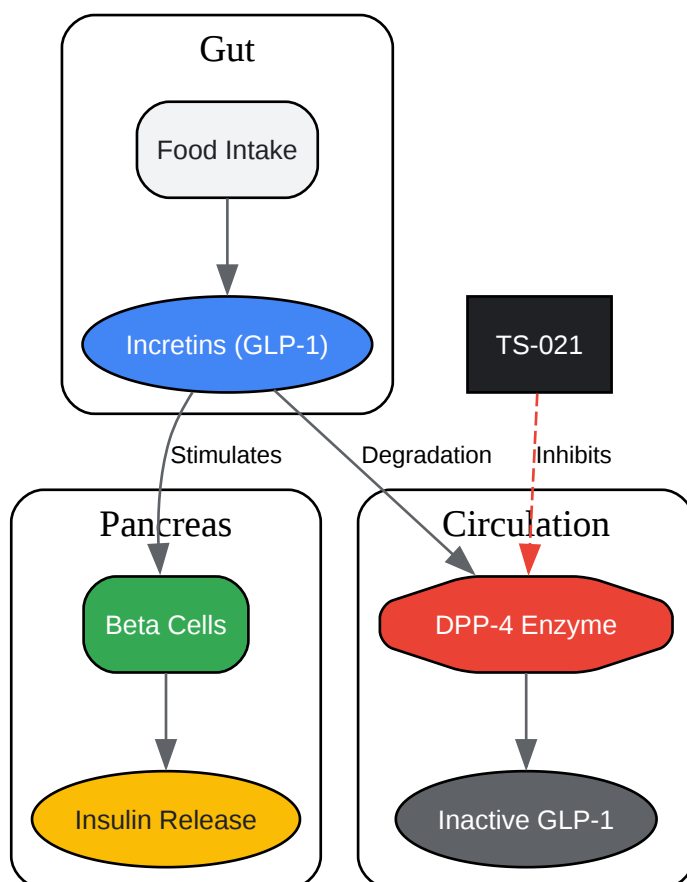 Gut
Food Intake
Incretins (GLP-1)
TS-021
Stimulates
Degradation
Inhibits
Pancreas
Circulation
Beta Cells
DPP-4 Enzyme
Insulin Release
Inactive GLP-1